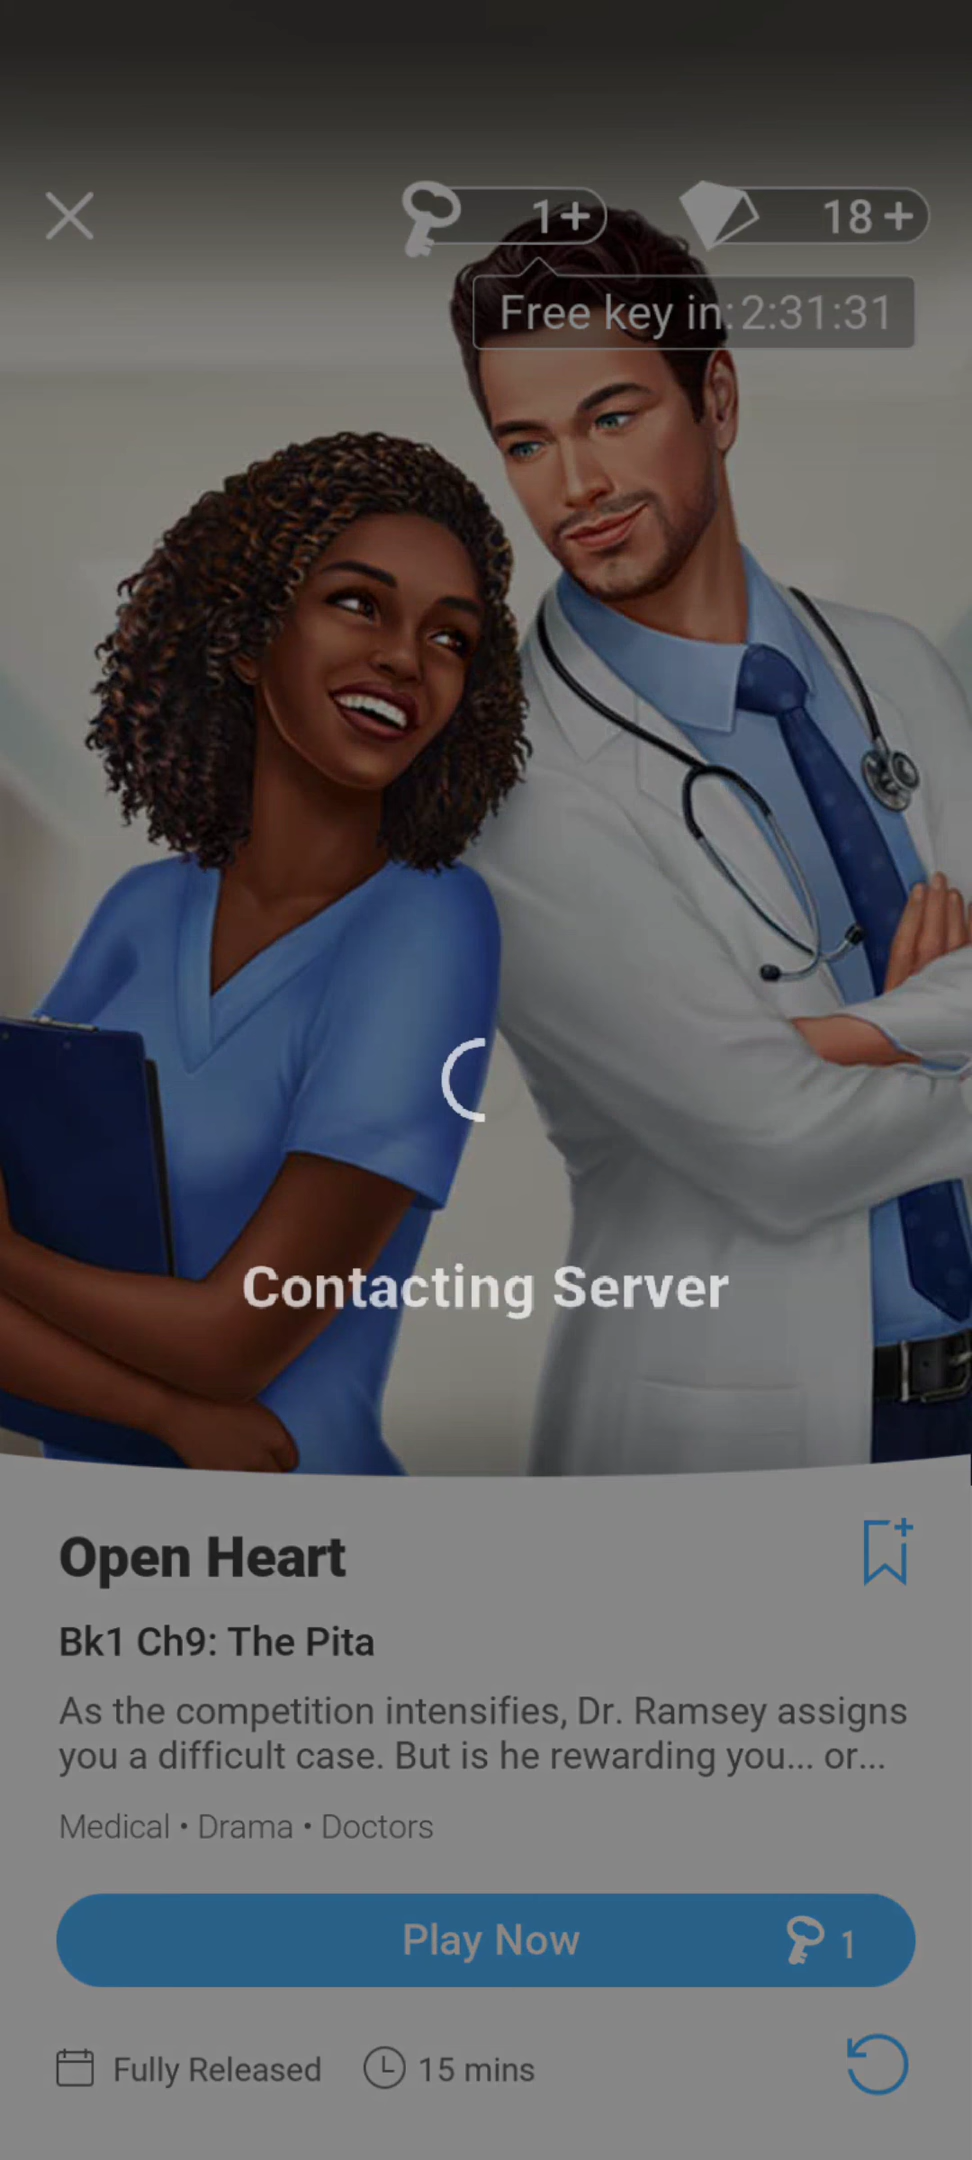 1+
18+
Free key in: 2:31:31
Contacting Server
Open Heart
Bk1 Ch9: The Pita
As the competition intensifies, Dr. Ramsey assigns
you a difficult case. But is he rewarding you... or...
Medical • Drama • Doctors
Play Now 1
Fully Released 15 mins